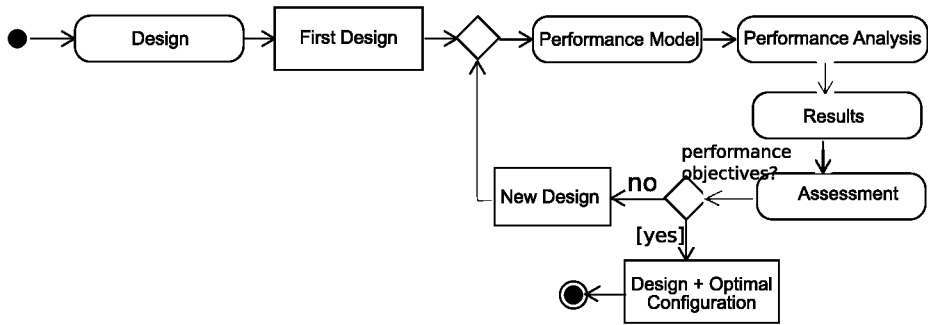 Design
First Design
Performance Model
Performance Analysis
Results
performance
objectives?
Assessment
no
New Design
[yes]
Design + Optimal
Configuration